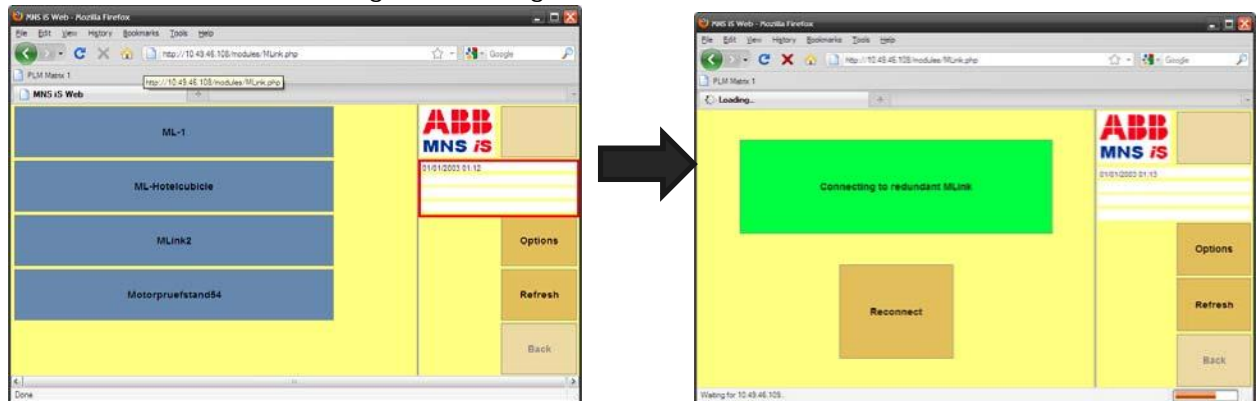 MNS iS Web - Mozilla Firefox
File Edit View History Bookmarks Tools Help
http://10.49.46.108/modules/MLink.php
Google
PLM Matrix 1
http://10.49.46.108/modules/MLink.php
MNS iS Web
ML-1
ML-Hotelcubicle
MLink2
Motorpruefstand54
ABB
MNS iS
01/01/2003 01:12
Options
Refresh
Back
Done
MNS iS Web - Mozilla Firefox
File Edit View History Bookmarks Tools Help
http://10.49.46.108/modules/MLink.php
Google
PLM Matrix 1
Loading...
Connecting to redundant MLink
Reconnect
ABB
MNS iS
01/01/2003 01:13
Options
Refresh
Back
Waiting for 10.49.46.109...